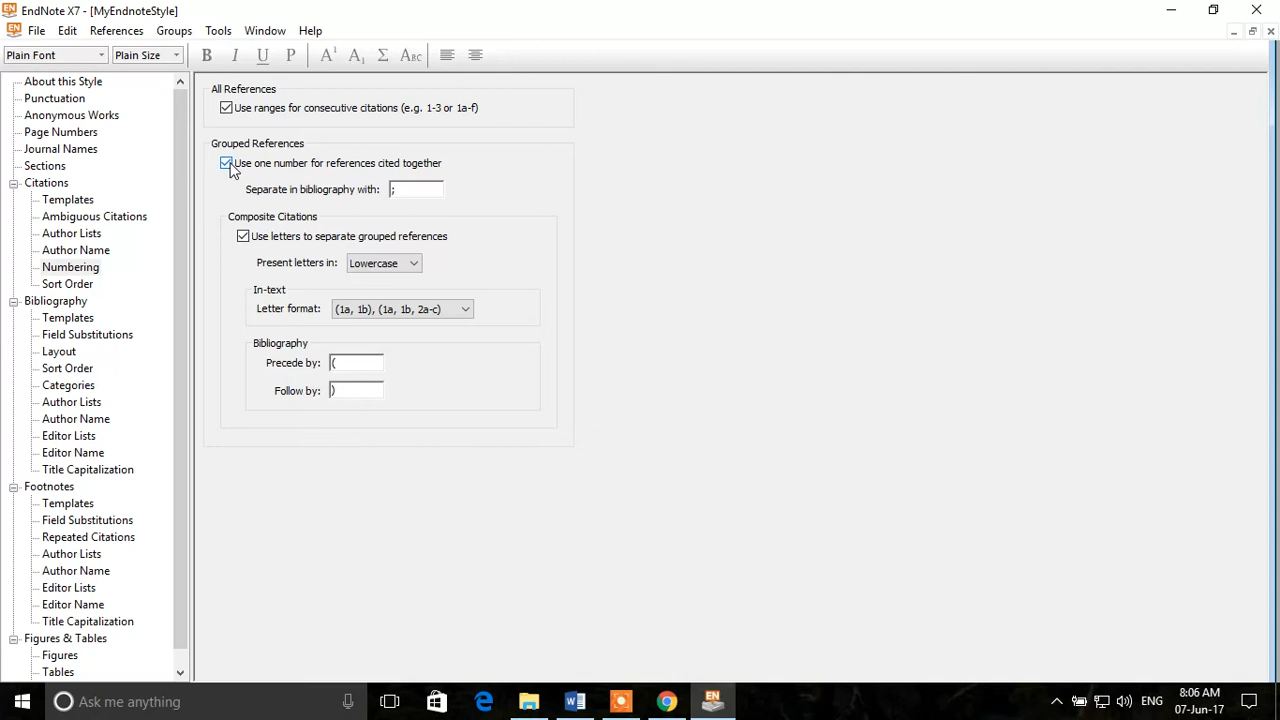 EndNote X7 - [MyEndnoteStyle]
File Edit References Groups Tools Window Help
Plain Font Plain Size B I U P A¹ A₁ Σ ABC
About this Style
Punctuation
Anonymous Works
Page Numbers
Journal Names
Sections
Citations
Templates
Ambiguous Citations
Author Lists
Author Name
Numbering
Sort Order
Bibliography
Templates
Field Substitutions
Layout
Sort Order
Categories
Author Lists
Author Name
Editor Lists
Editor Name
Title Capitalization
Footnotes
Templates
Field Substitutions
Repeated Citations
Author Lists
Author Name
Editor Lists
Editor Name
Title Capitalization
Figures & Tables
Figures
Tables
All References
Use ranges for consecutive citations (e.g. 1-3 or 1a-f)
Grouped References
Use one number for references cited together
Separate in bibliography with: ;
Composite Citations
Use letters to separate grouped references
Present letters in: Lowercase
In-text
Letter format: (1a, 1b), (1a, 1b, 2a-c)
Bibliography
Precede by: (
Follow by: )
Ask me anything
ENG
8:06 AM
07-Jun-17